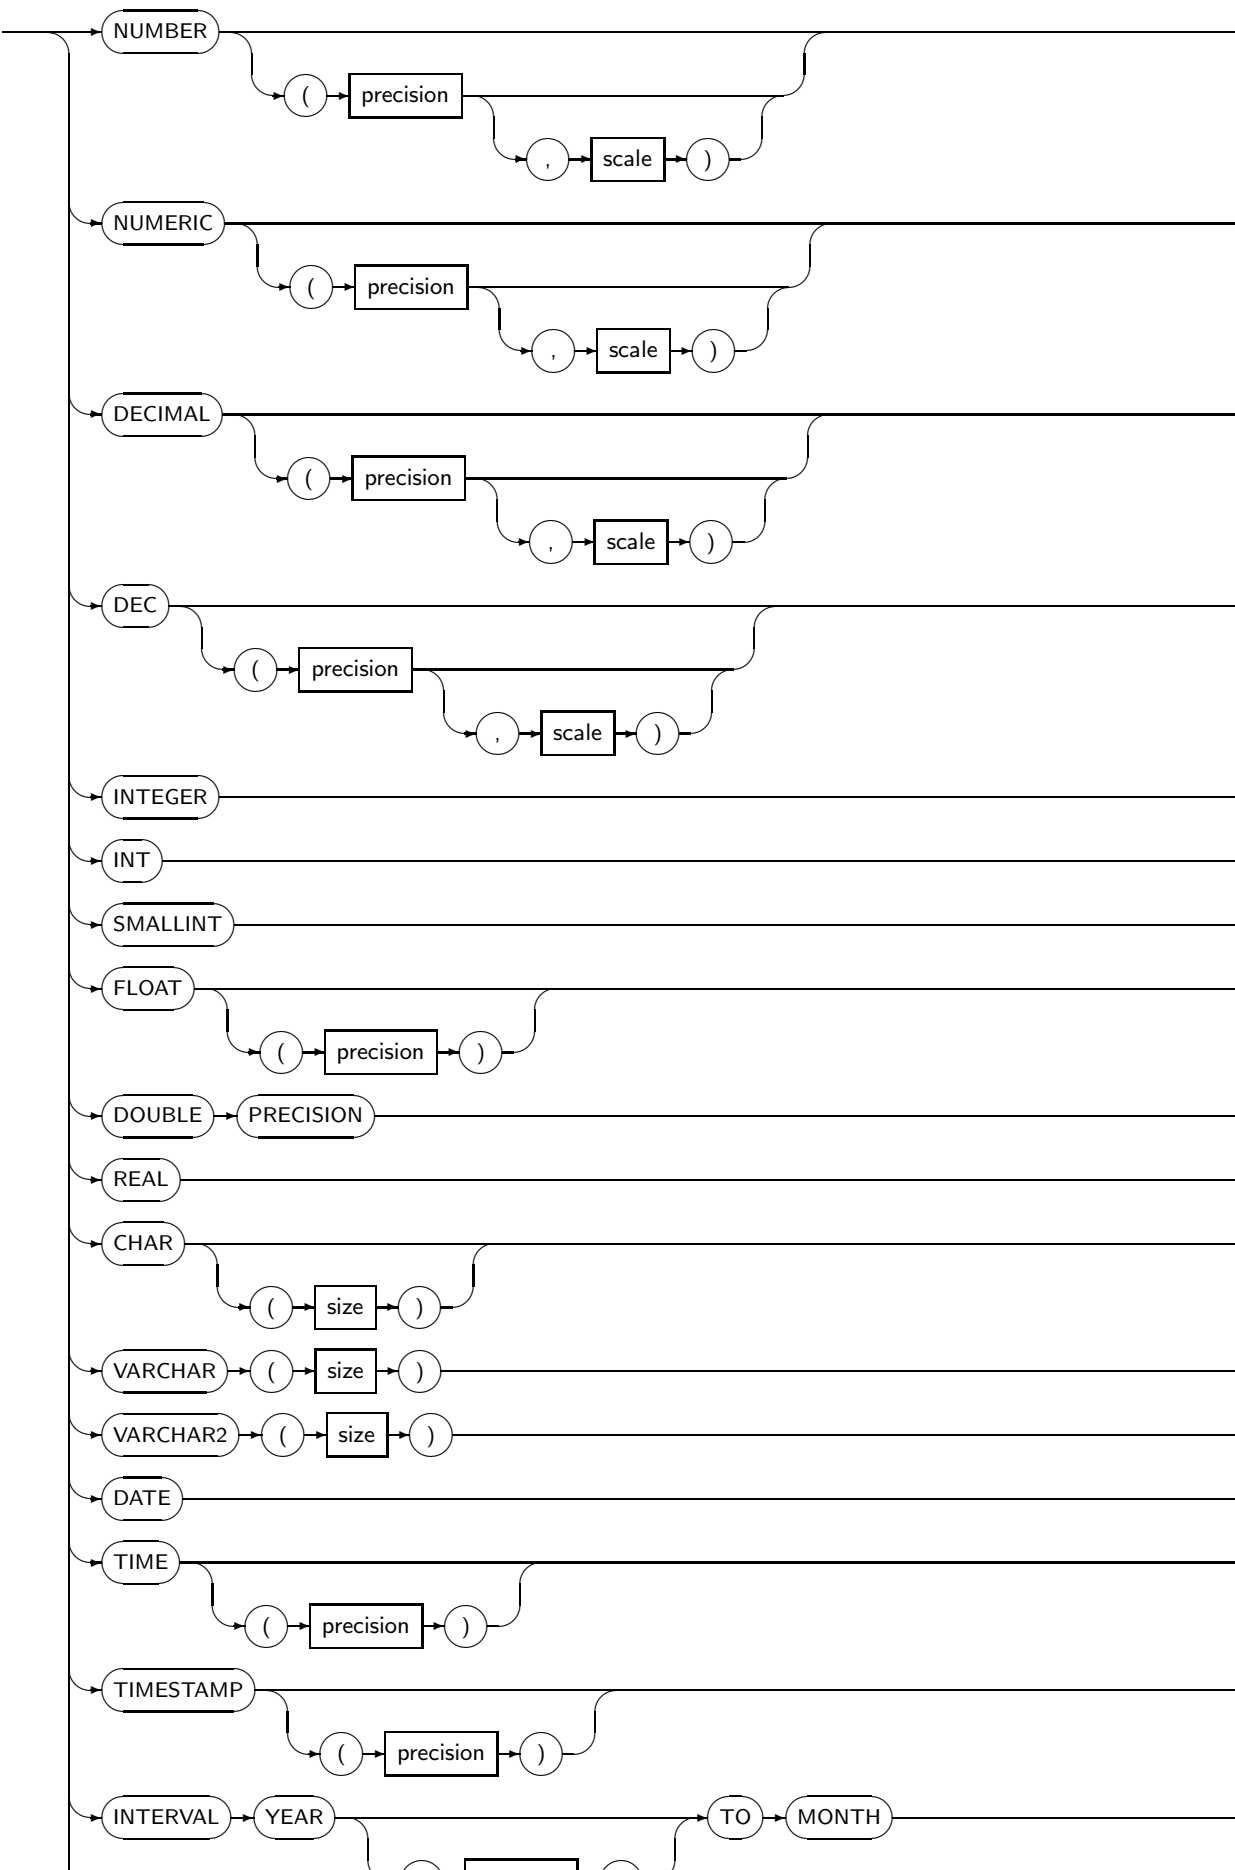 NUMBER
( precision
, scale )
NUMERIC
( precision
, scale )
DECIMAL
( precision
, scale )
DEC
( precision
, scale )
INTEGER
INT
SMALLINT
FLOAT
( precision )
DOUBLE PRECISION
REAL
CHAR
( size )
VARCHAR ( size )
VARCHAR2 ( size )
DATE
TIME
( precision )
TIMESTAMP
( precision )
INTERVAL YEAR TO MONTH